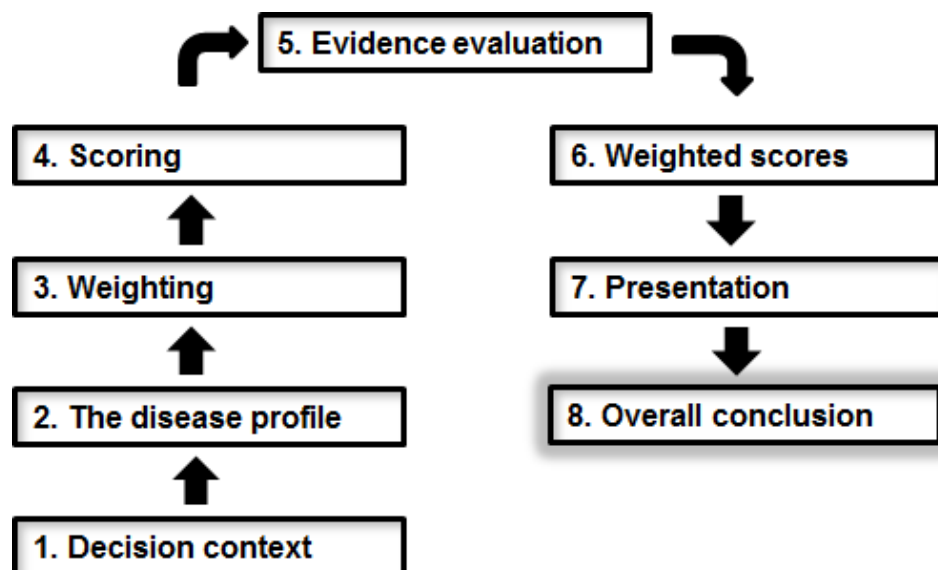 5. Evidence evaluation
4. Scoring
6. Weighted scores
3. Weighting
7. Presentation
2. The disease profile
8. Overall conclusion
1. Decision context